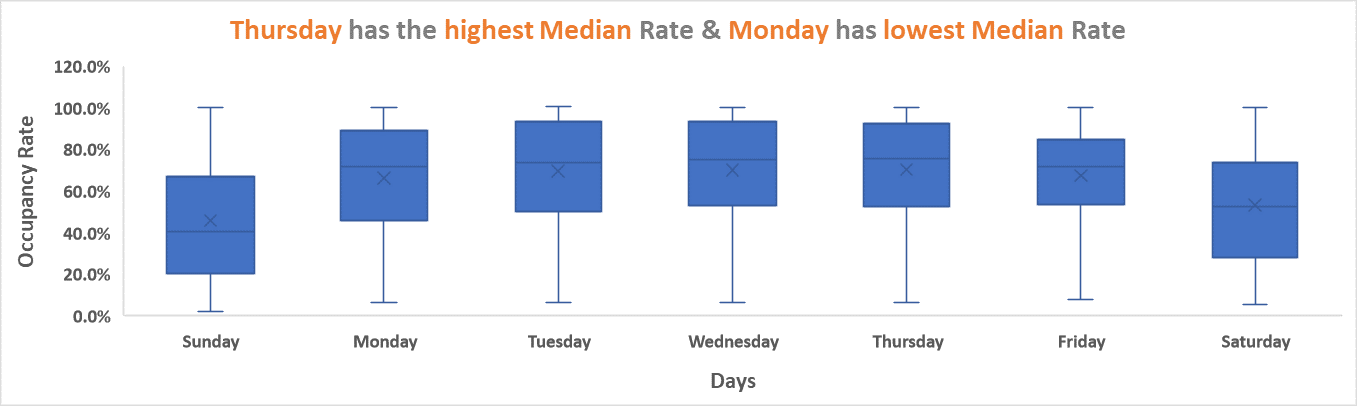 Thursday has the highest Median Rate & Monday has lowest Median Rate
120.0%
100.0%
80.0%
60.0%
40.0%
20.0%
0.0%
Occupancy Rate
Sunday Monday Tuesday Wednesday Thursday Friday Saturday
Days